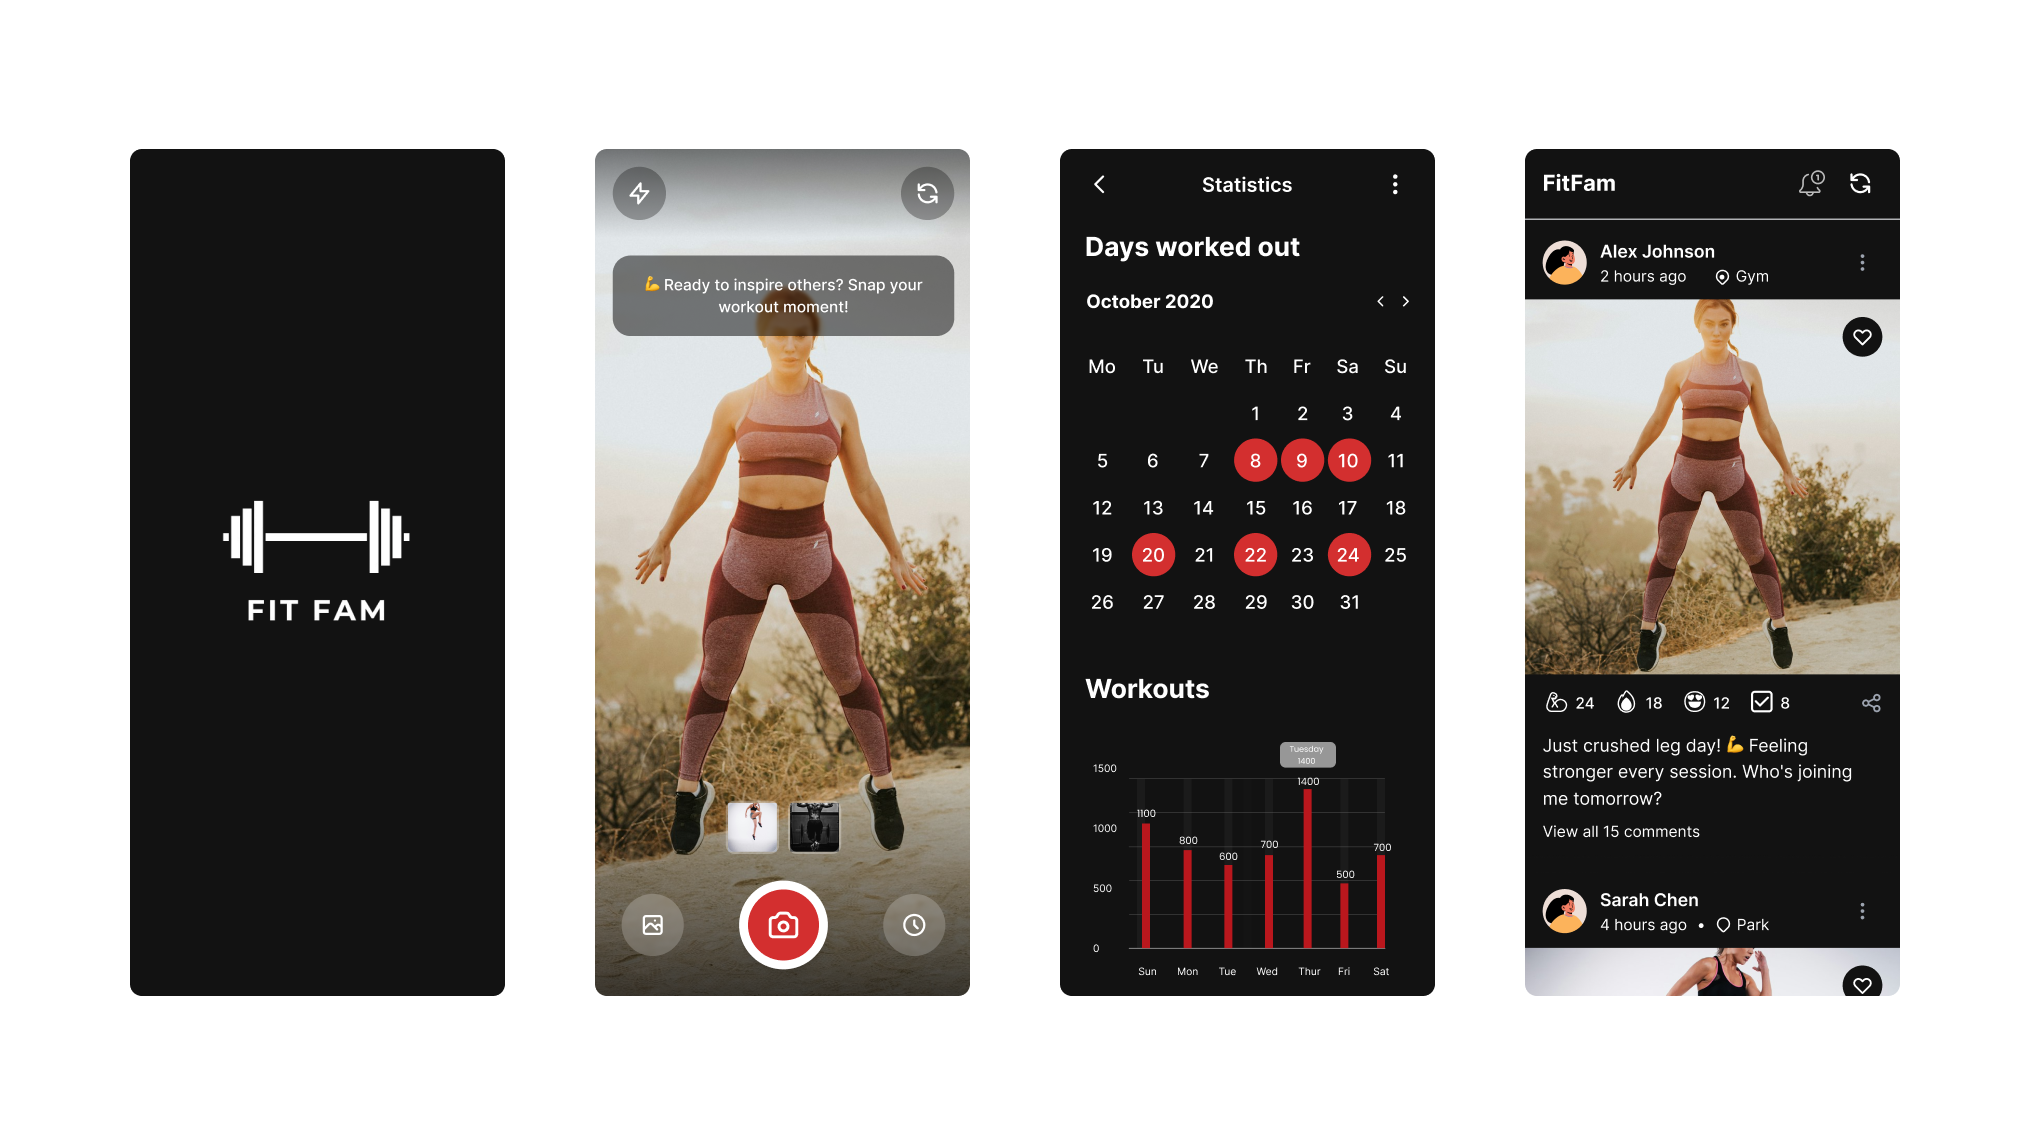 FIT FAM
💪 Ready to inspire others? Snap your
workout moment!
Statistics
Days worked out
October 2020
Mo Tu We Th Fr Sa Su
1 2 3 4
5 6 7 8 9 10 11
12 13 14 15 16 17 18
19 20 21 22 23 24 25
26 27 28 29 30 31
Workouts
Tuesday
1400
1500
1000
500
0
1100
800
600
700
1400
500
700
Sun Mon Tue Wed Thur Fri Sat
FitFam
1
Alex Johnson
2 hours ago Gym
24 18 12 8
Just crushed leg day! 💪 Feeling
stronger every session. Who's joining
me tomorrow?
View all 15 comments
Sarah Chen
4 hours ago • Park